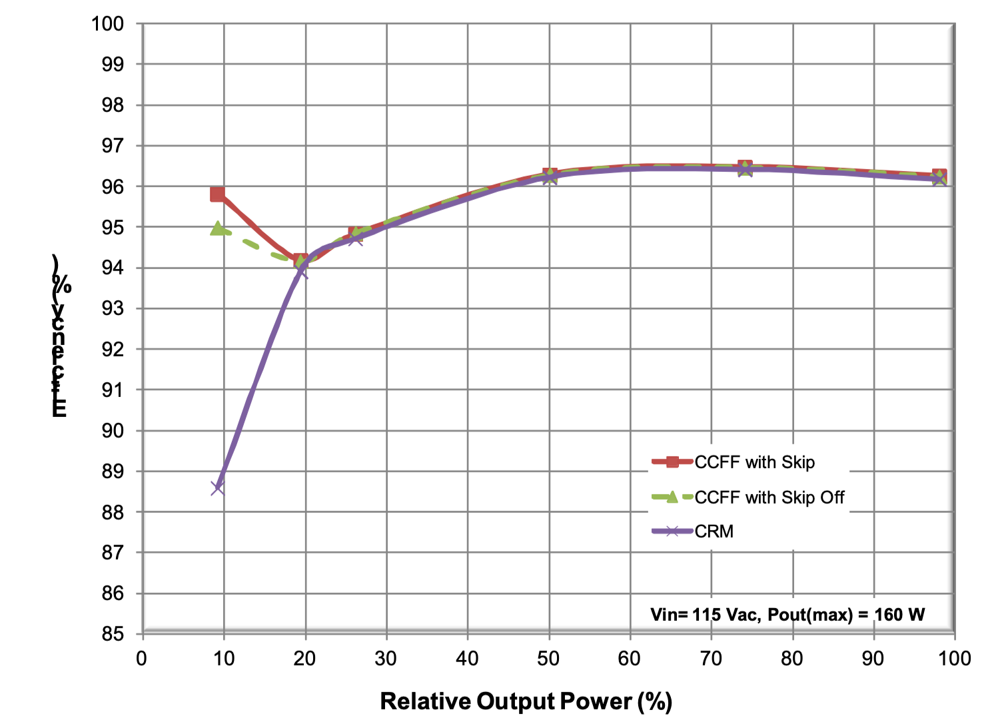 100
99
98
97
96
95
94
93
92
91
90
89
88
87
86
85
Efficiency (%)
CCFF with Skip
CCFF with Skip Off
CRM
Vin= 115 Vac, Pout(max) = 160 W
0 10 20 30 40 50 60 70 80 90 100
Relative Output Power (%)